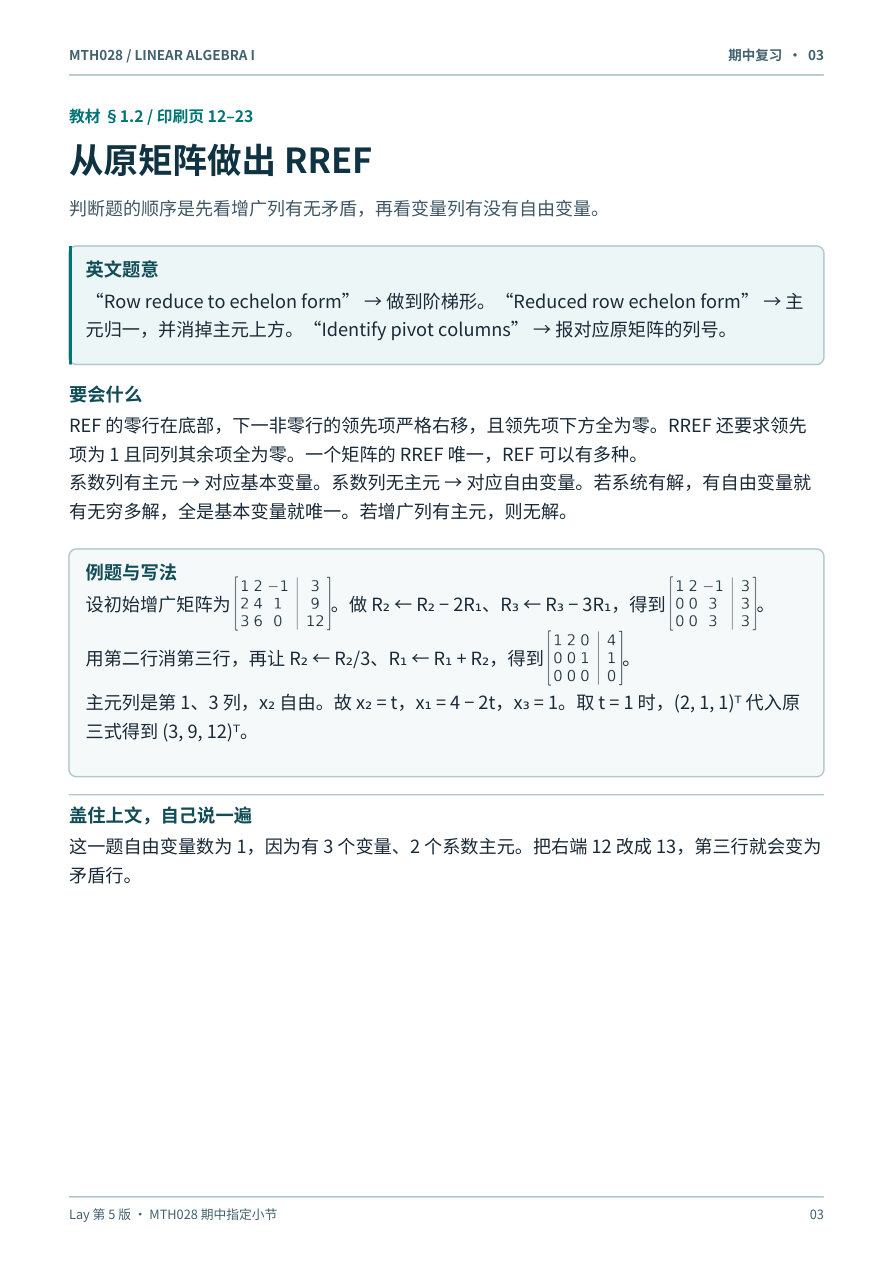 MTH028 / LINEAR ALGEBRA I
期中复习 · 03
教材 §1.2 / 印刷页 12–23
从原矩阵做出 RREF
判断题的顺序是先看增广列有无矛盾，再看变量列有没有自由变量。
英文题意
“Row reduce to echelon form” → 做到阶梯形。“Reduced row echelon form” → 主
元归一，并消掉主元上方。“Identify pivot columns” → 报对应原矩阵的列号。
要会什么
REF 的零行在底部，下一非零行的领先项严格右移，且领先项下方全为零。RREF 还要求领先
项为 1 且同列其余项全为零。一个矩阵的 RREF 唯一，REF 可以有多种。
系数列有主元 → 对应基本变量。系数列无主元 → 对应自由变量。若系统有解，有自由变量就
有无穷多解，全是基本变量就唯一。若增广列有主元，则无解。
例题与写法
设初始增广矩阵为 [1 2 −1 | 3; 2 4 1 | 9; 3 6 0 | 12]。做 R₂ ← R₂ − 2R₁、R₃ ← R₃ − 3R₁，得到 [1 2 −1 | 3; 0 0 3 | 3; 0 0 3 | 3]。
用第二行消第三行，再让 R₂ ← R₂/3、R₁ ← R₁ + R₂，得到 [1 2 0 | 4; 0 0 1 | 1; 0 0 0 | 0]。
主元列是第 1、3 列，x₂ 自由。故 x₂ = t，x₁ = 4 − 2t，x₃ = 1。取 t = 1 时，(2, 1, 1)ᵀ 代入原
三式得到 (3, 9, 12)ᵀ。
盖住上文，自己说一遍
这一题自由变量数为 1，因为有 3 个变量、2 个系数主元。把右端 12 改成 13，第三行就会变为
矛盾行。
Lay 第 5 版 · MTH028 期中指定小节
03